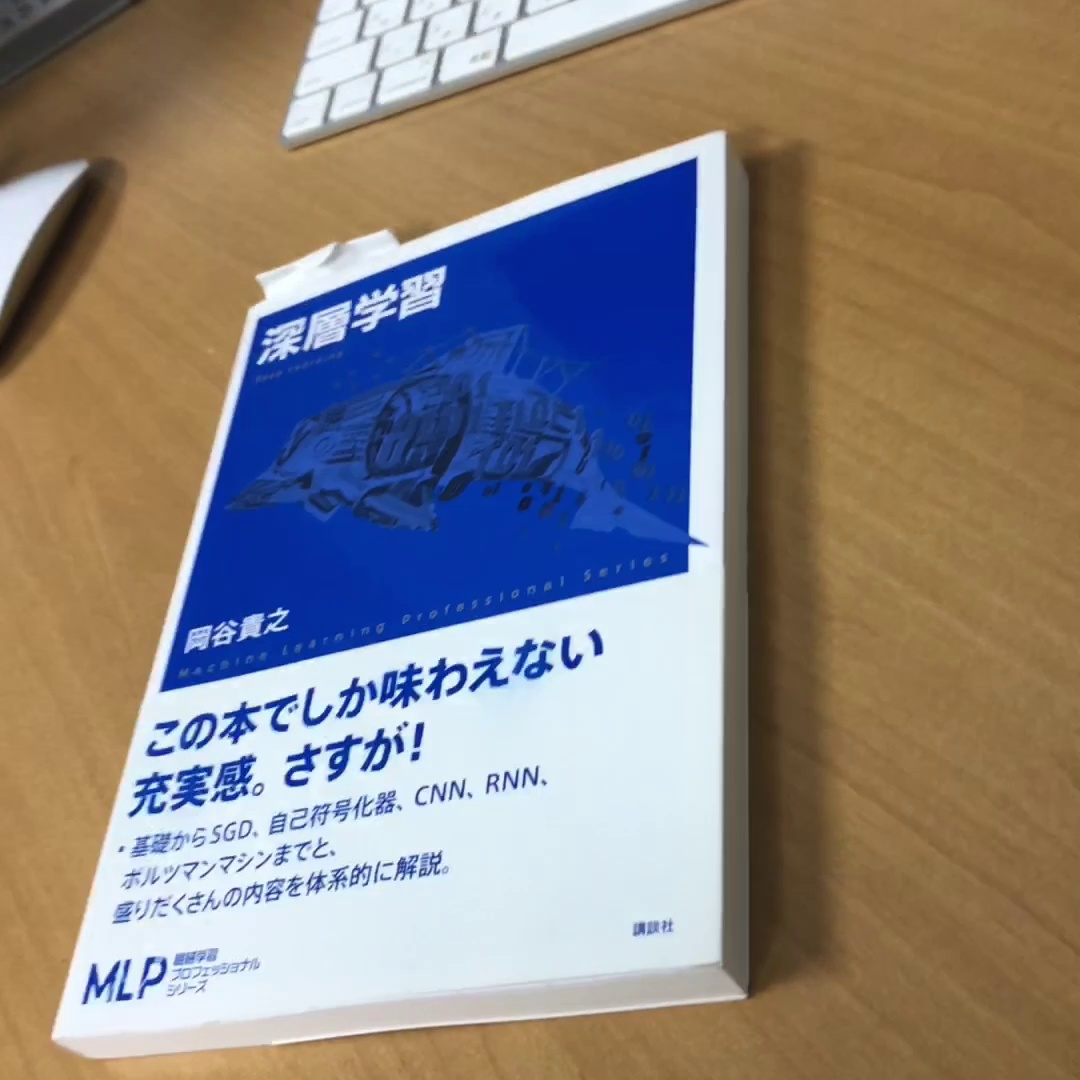 深層学習
Deep Learning
岡谷貴之
Machine Learning Professional Series
この本でしか味わえない
充実感。さすが!
・基礎からSGD、自己符号化器、CNN、RNN、
ボルツマンマシンまでと、
盛りだくさんの内容を体系的に解説。
MLP
機械学習
プロフェッショナル
シリーズ
講談社